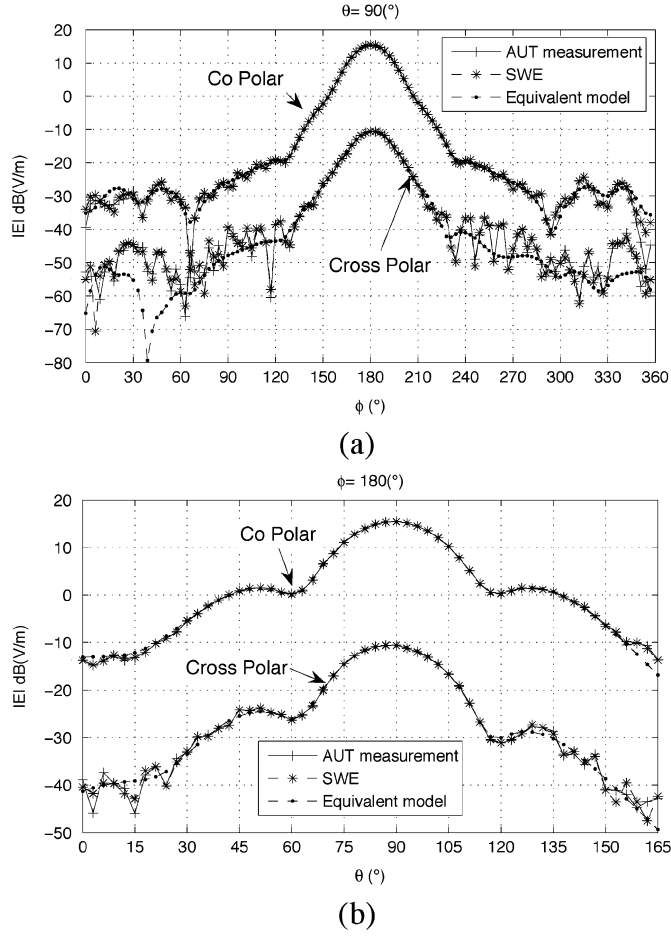 θ= 90(°)
20
10
0
−10
−20
−30
−40
−50
−60
−70
−80
|E| dB(V/m)
Co Polar
Cross Polar
AUT measurement
SWE
Equivalent model
0 30 60 90 120 150 180 210 240 270 300 330 360
ϕ (°)
(a)
ϕ= 180(°)
20
10
0
−10
−20
−30
−40
−50
|E| dB(V/m)
Co Polar
Cross Polar
AUT measurement
SWE
Equivalent model
0 15 30 45 60 75 90 105 120 135 150 165
θ (°)
(b)